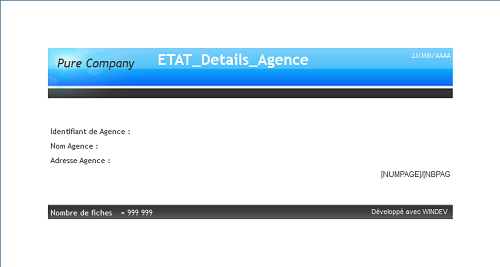 Pure Company ETAT_Details_Agence JJ/MM/AAAA
Identifiant de Agence :
Nom Agence :
Adresse Agence :
[NUMPAGE]/[NBPAG
Nombre de fiches = 999 999 Développé avec WINDEV